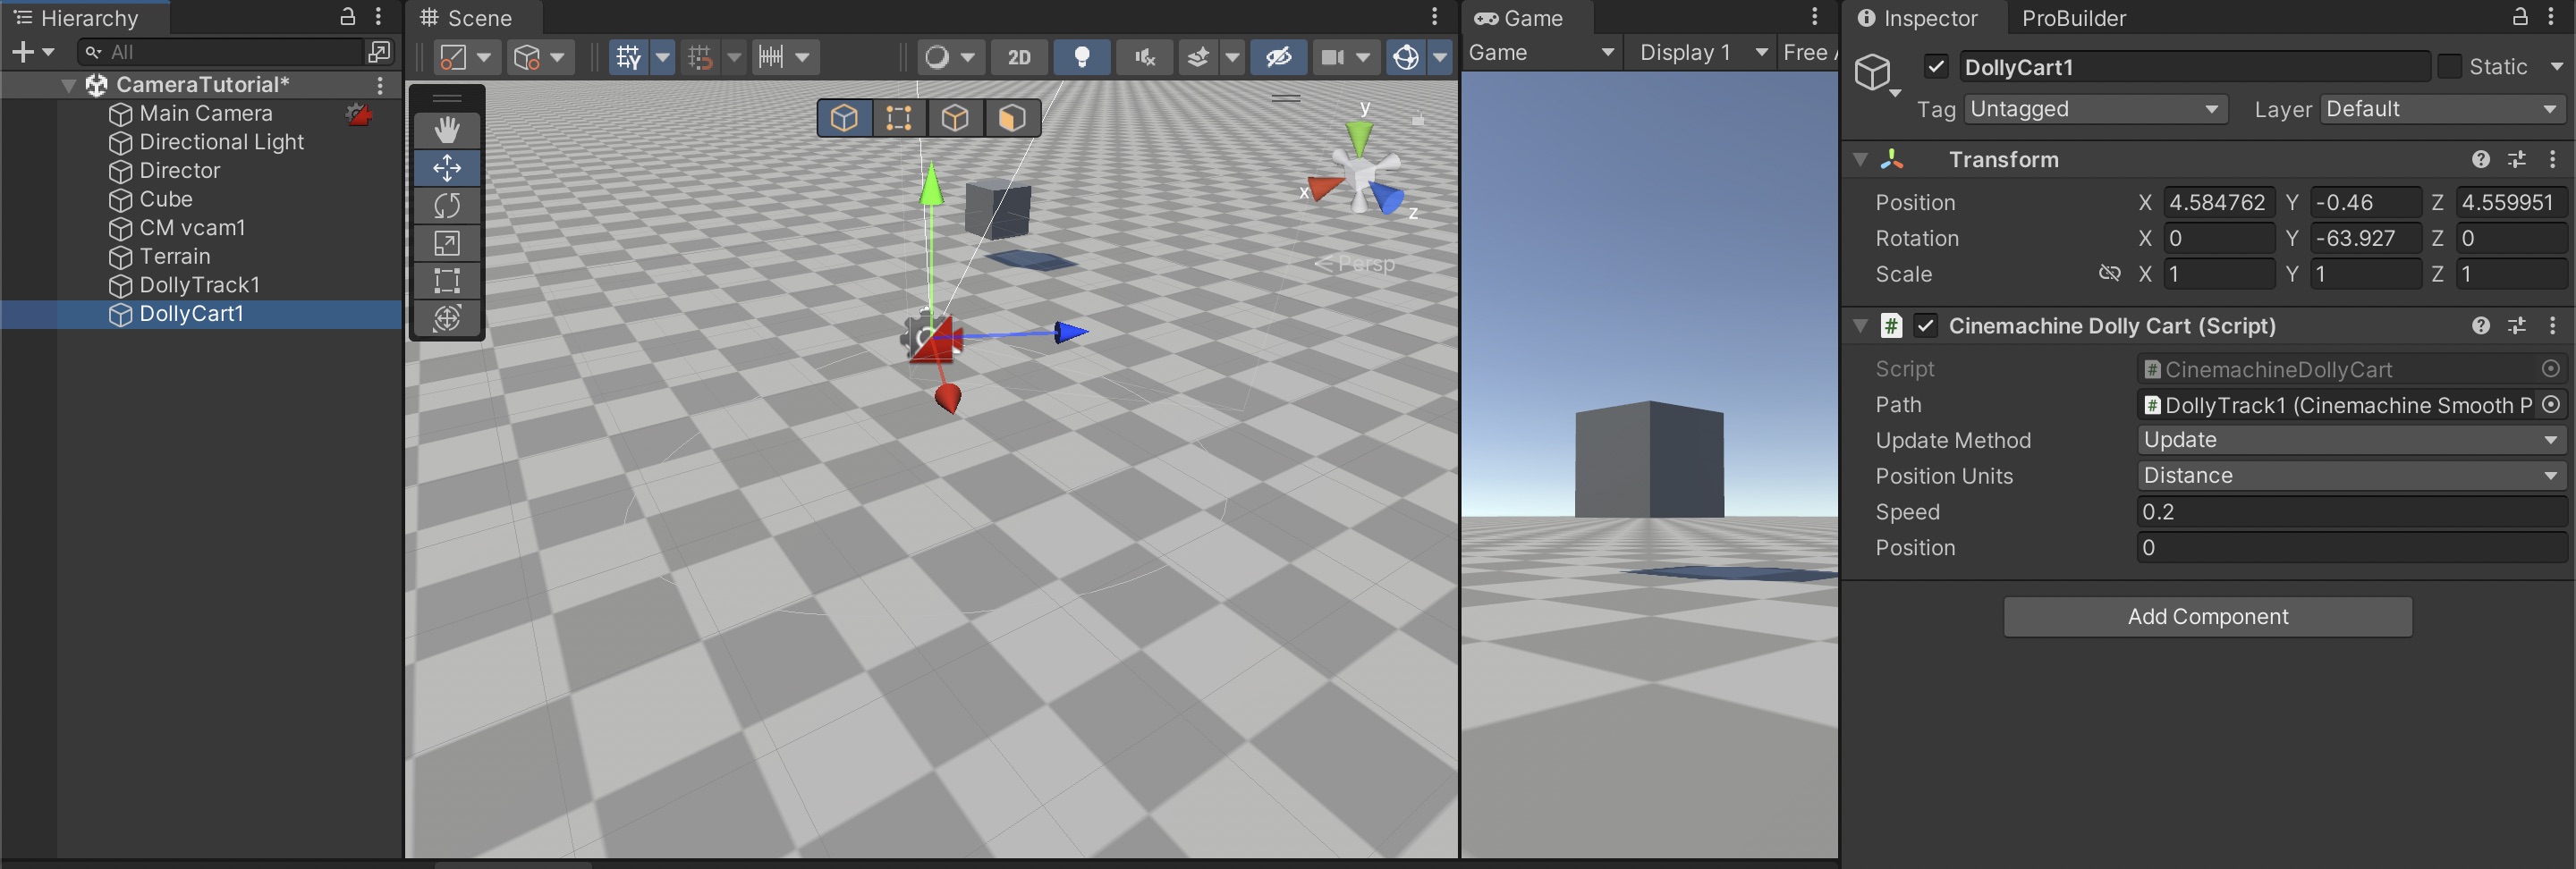 Hierarchy
All
CameraTutorial*
Main Camera
Directional Light
Director
Cube
CM vcam1
Terrain
DollyTrack1
DollyCart1
Scene
2D
y
x
z
Persp
Game
Game Display 1 Free
Inspector ProBuilder
DollyCart1 Static
Tag Untagged Layer Default
Transform
Position X 4.584762 Y -0.46 Z 4.559951
Rotation X 0 Y -63.927 Z 0
Scale X 1 Y 1 Z 1
# Cinemachine Dolly Cart (Script)
Script # CinemachineDollyCart
Path # DollyTrack1 (Cinemachine Smooth P
Update Method Update
Position Units Distance
Speed 0.2
Position 0
Add Component